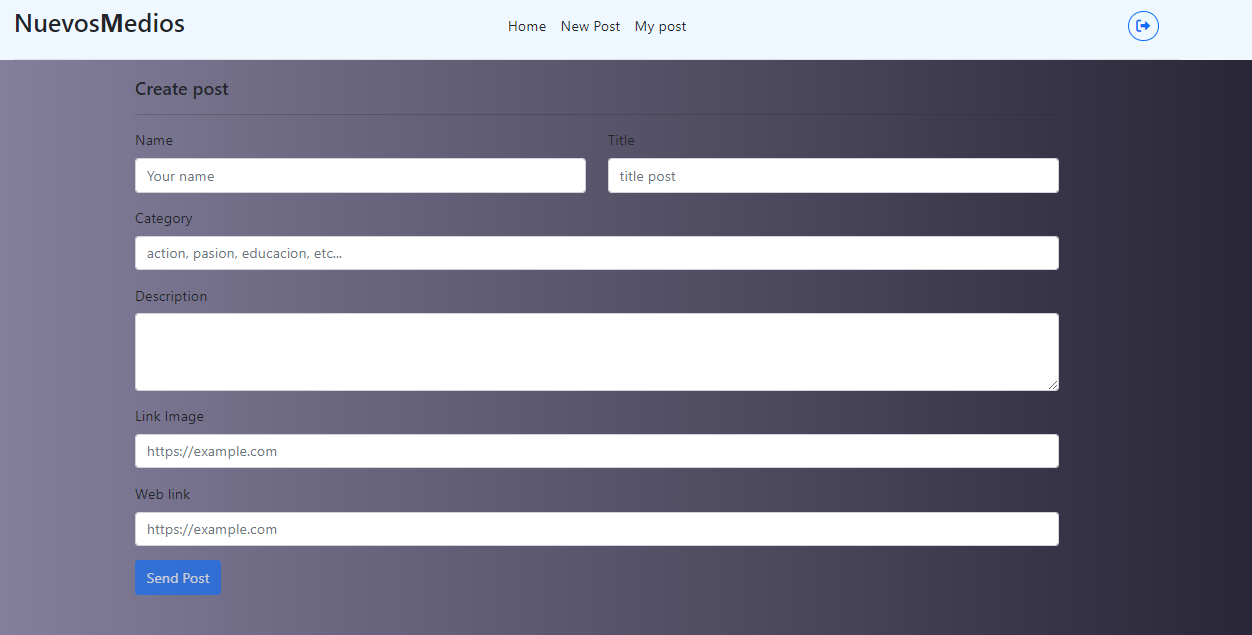 NuevosMedios
Home New Post My post
Create post
Name Title
Your name title post
Category
action, pasion, educacion, etc...
Description
Link Image
https://example.com
Web link
https://example.com
Send Post